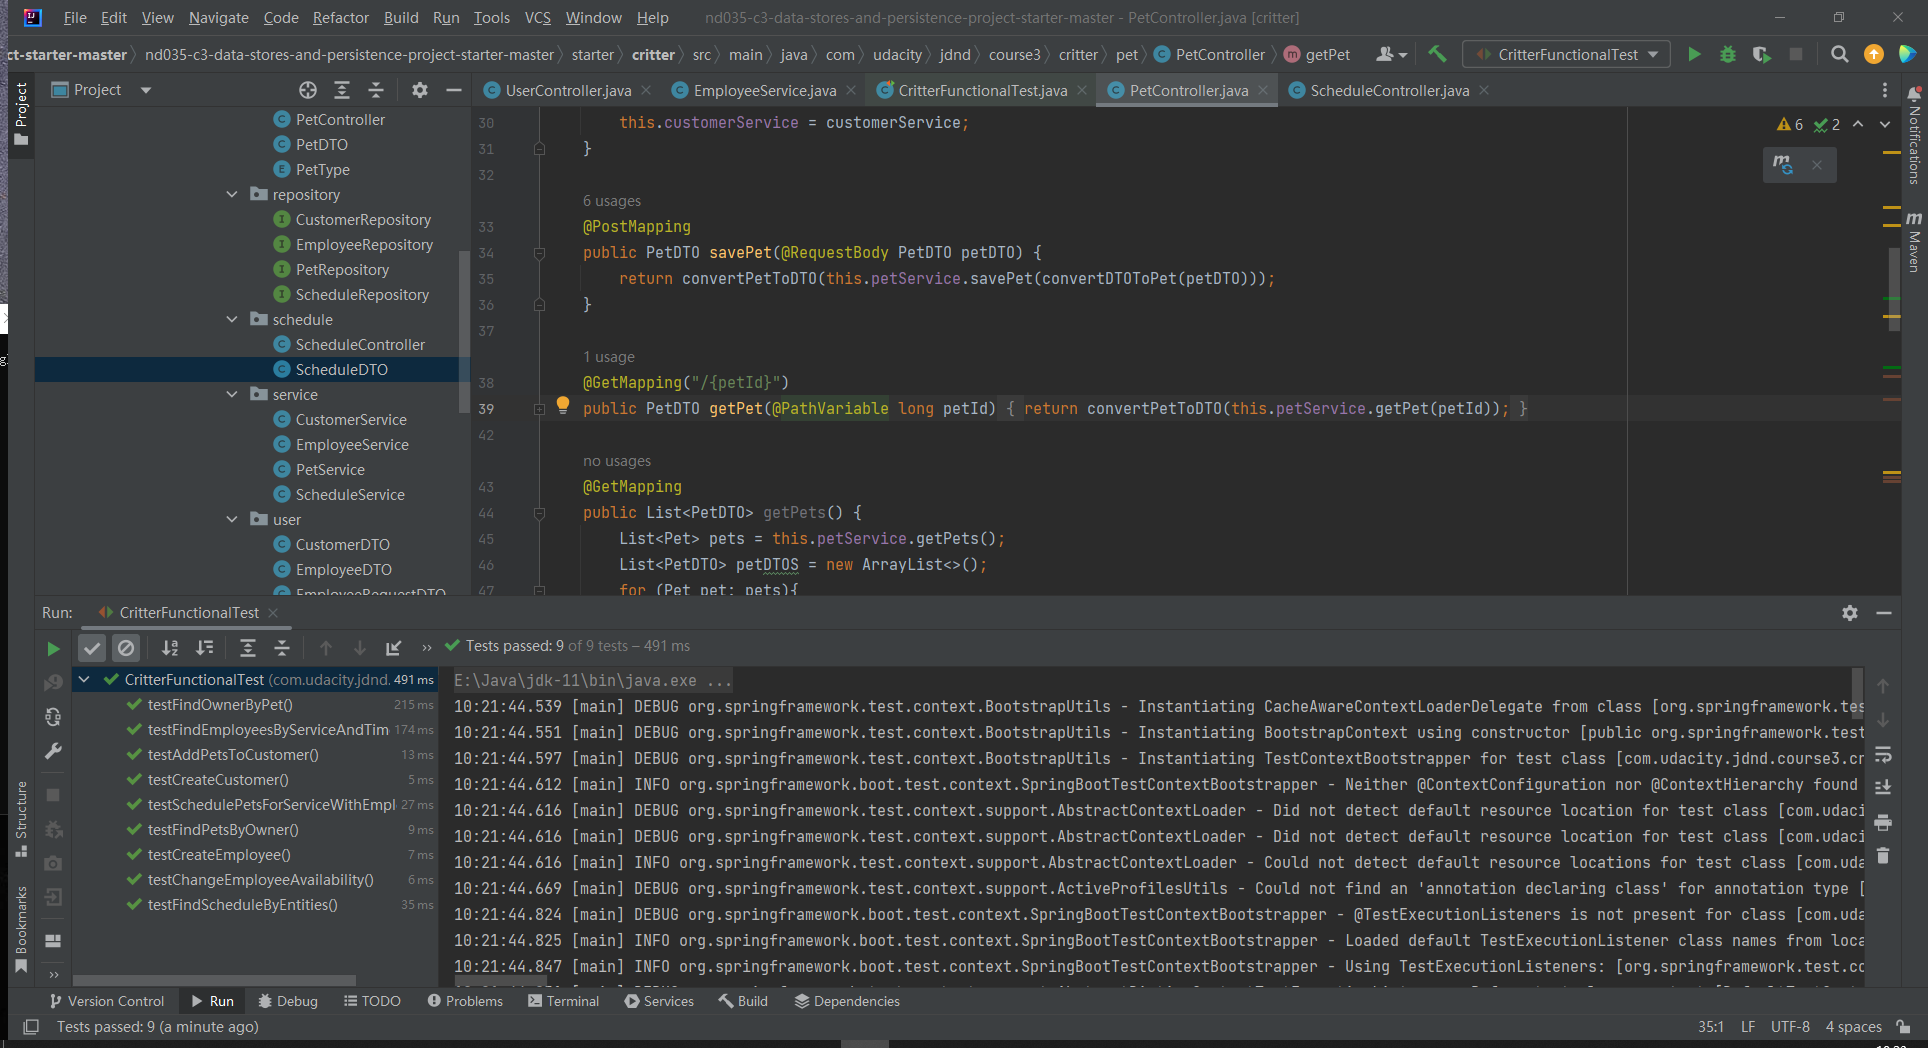 File Edit View Navigate Code Refactor Build Run Tools VCS Window Help nd035-c3-data-stores-and-persistence-project-starter-master - PetController.java [critter]
ct-starter-master nd035-c3-data-stores-and-persistence-project-starter-master starter critter src main java com udacity jdnd course3 critter pet PetController getPet CritterFunctionalTest
Project
UserController.java EmployeeService.java CritterFunctionalTest.java PetController.java ScheduleController.java
Project
PetController
PetDTO
PetType
repository
CustomerRepository
EmployeeRepository
PetRepository
ScheduleRepository
schedule
ScheduleController
ScheduleDTO
service
CustomerService
EmployeeService
PetService
ScheduleService
user
CustomerDTO
EmployeeDTO
EmployeeRequestDTO
30 this.customerService = customerService;
31 }
32
6 usages
33 @PostMapping
34 public PetDTO savePet(@RequestBody PetDTO petDTO) {
35 return convertPetToDTO(this.petService.savePet(convertDTOToPet(petDTO)));
36 }
37
1 usage
38 @GetMapping("/{petId}")
39 public PetDTO getPet(@PathVariable long petId) { return convertPetToDTO(this.petService.getPet(petId)); }
42
no usages
43 @GetMapping
44 public List<PetDTO> getPets() {
45 List<Pet> pets = this.petService.getPets();
46 List<PetDTO> petDTOS = new ArrayList<>();
47 for (Pet pet: pets){
6 2
Notifications
Maven
Run: CritterFunctionalTest
Tests passed: 9 of 9 tests – 491 ms
CritterFunctionalTest (com.udacity.jdnd. 491 ms
testFindOwnerByPet() 215 ms
testFindEmployeesByServiceAndTim 174 ms
testAddPetsToCustomer() 13 ms
testCreateCustomer() 5 ms
testSchedulePetsForServiceWithEmpl 27 ms
testFindPetsByOwner() 9 ms
testCreateEmployee() 7 ms
testChangeEmployeeAvailability() 6 ms
testFindScheduleByEntities() 35 ms
E:\Java\jdk-11\bin\java.exe ...
10:21:44.539 [main] DEBUG org.springframework.test.context.BootstrapUtils - Instantiating CacheAwareContextLoaderDelegate from class [org.springframework.tes
10:21:44.551 [main] DEBUG org.springframework.test.context.BootstrapUtils - Instantiating BootstrapContext using constructor [public org.springframework.test
10:21:44.597 [main] DEBUG org.springframework.test.context.BootstrapUtils - Instantiating TestContextBootstrapper for test class [com.udacity.jdnd.course3.cr
10:21:44.612 [main] INFO org.springframework.boot.test.context.SpringBootTestContextBootstrapper - Neither @ContextConfiguration nor @ContextHierarchy found
10:21:44.616 [main] DEBUG org.springframework.test.context.support.AbstractContextLoader - Did not detect default resource location for test class [com.udaci
10:21:44.616 [main] DEBUG org.springframework.test.context.support.AbstractContextLoader - Did not detect default resource location for test class [com.udaci
10:21:44.616 [main] INFO org.springframework.test.context.support.AbstractContextLoader - Could not detect default resource locations for test class [com.uda
10:21:44.669 [main] DEBUG org.springframework.test.context.support.ActiveProfilesUtils - Could not find an 'annotation declaring class' for annotation type [
10:21:44.824 [main] DEBUG org.springframework.boot.test.context.SpringBootTestContextBootstrapper - @TestExecutionListeners is not present for class [com.uda
10:21:44.825 [main] INFO org.springframework.boot.test.context.SpringBootTestContextBootstrapper - Loaded default TestExecutionListener class names from loca
10:21:44.847 [main] INFO org.springframework.boot.test.context.SpringBootTestContextBootstrapper - Using TestExecutionListeners: [org.springframework.test.co
Structure
Bookmarks
Version Control Run Debug TODO Problems Terminal Services Build Dependencies
Tests passed: 9 (a minute ago) 35:1 LF UTF-8 4 spaces